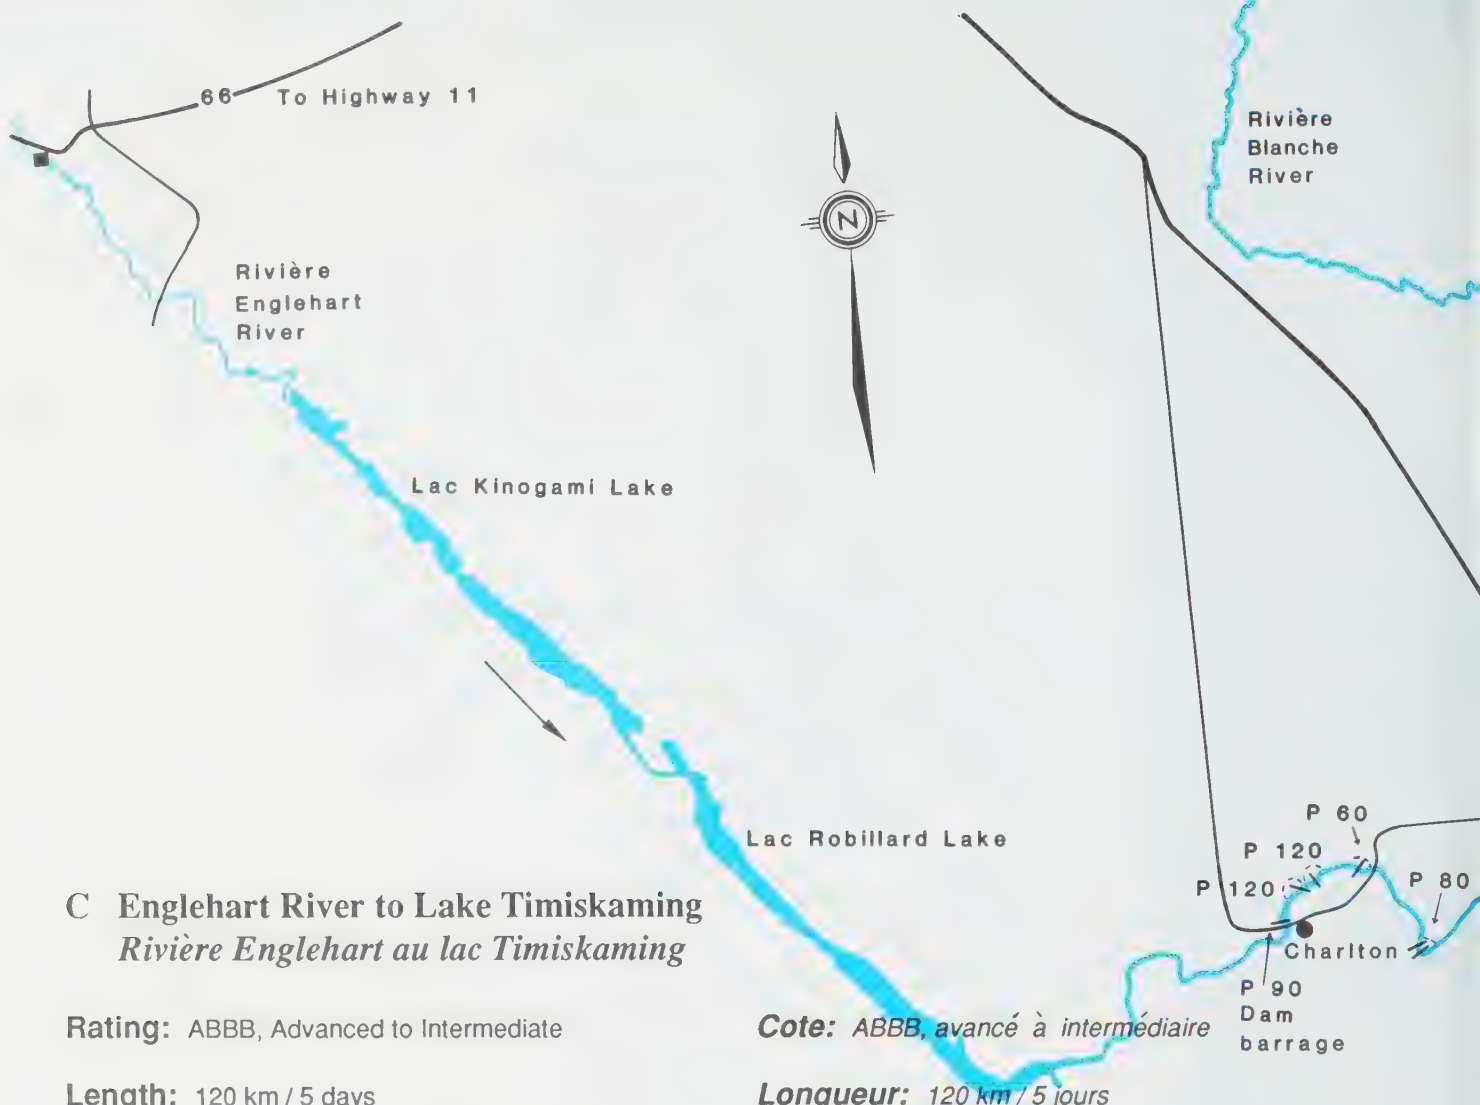 66 To Highway 11
Rivière
Blanche
River
N
Rivière
Englehart
River
Lac Kinogami Lake
Lac Robillard Lake
P 60
P 120
P 120
P 80
Charlton
P 90
Dam
barrage
C Englehart River to Lake Timiskaming
Rivière Englehart au lac Timiskaming
Rating: ABBB, Advanced to Intermediate
Cote: ABBB, avancé à intermédiaire
Length: 120 km / 5 days
Longueur: 120 km / 5 jours